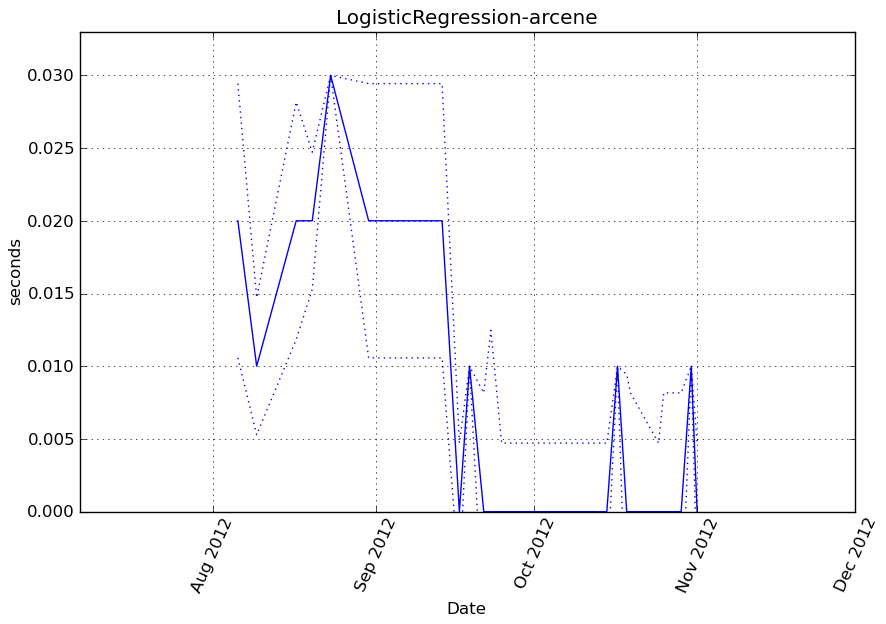 LogisticRegression-arcene
0.030
0.025
0.020
0.015
0.010
0.005
0.000
seconds
Aug 2012
Sep 2012
Oct 2012
Nov 2012
Dec 2012
Date